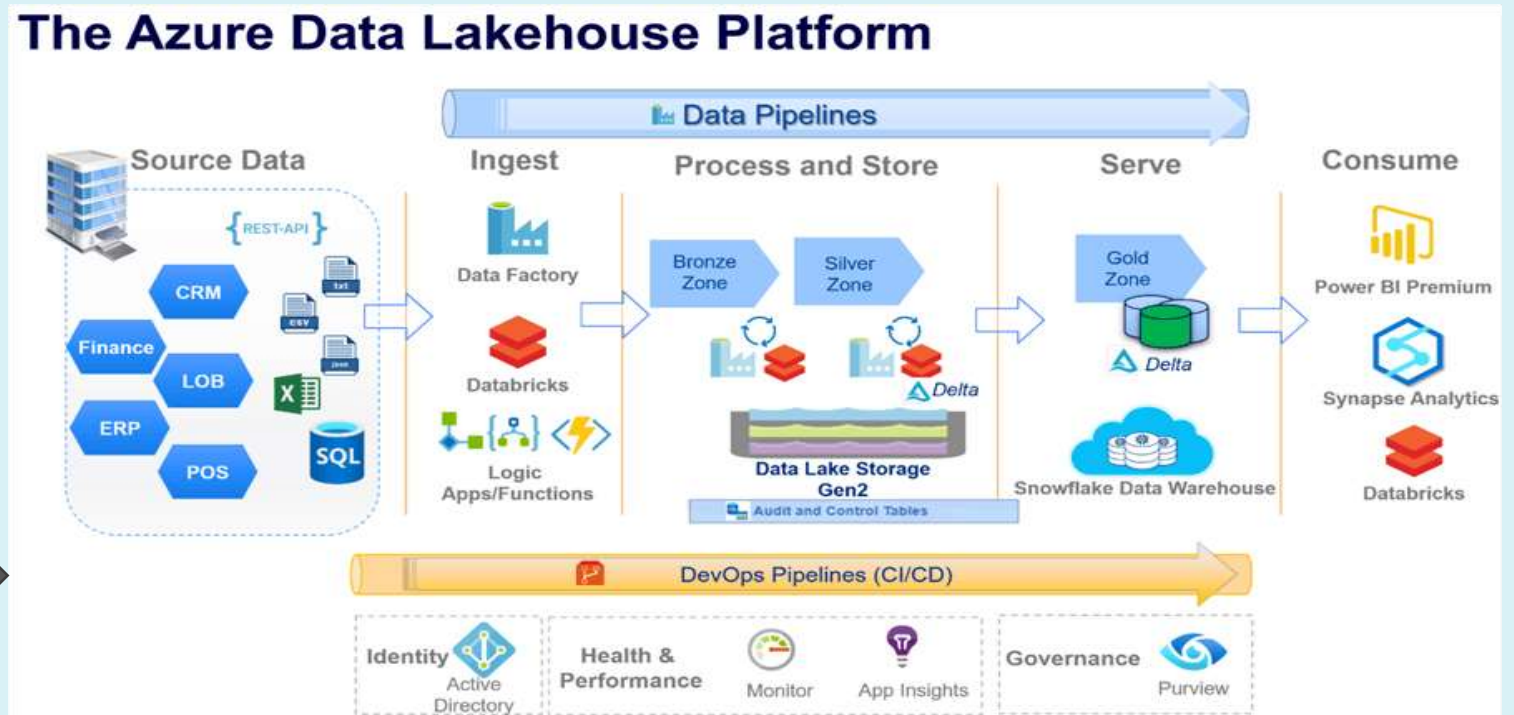 The Azure Data Lakehouse Platform
Data Pipelines
Source Data
Ingest
Process and Store
Serve
Consume
{REST-API}
CRM
Finance
LOB
ERP
POS
txt
csv
json
X
SQL
Data Factory
Databricks
Logic
Apps/Functions
Bronze
Zone
Silver
Zone
Delta
Data Lake Storage
Gen2
Audit and Control Tables
Gold
Zone
Delta
Snowflake Data Warehouse
Power BI Premium
Synapse Analytics
Databricks
DevOps Pipelines (CI/CD)
Identity
Active
Directory
Health &
Performance
Monitor
App Insights
Governance
Purview